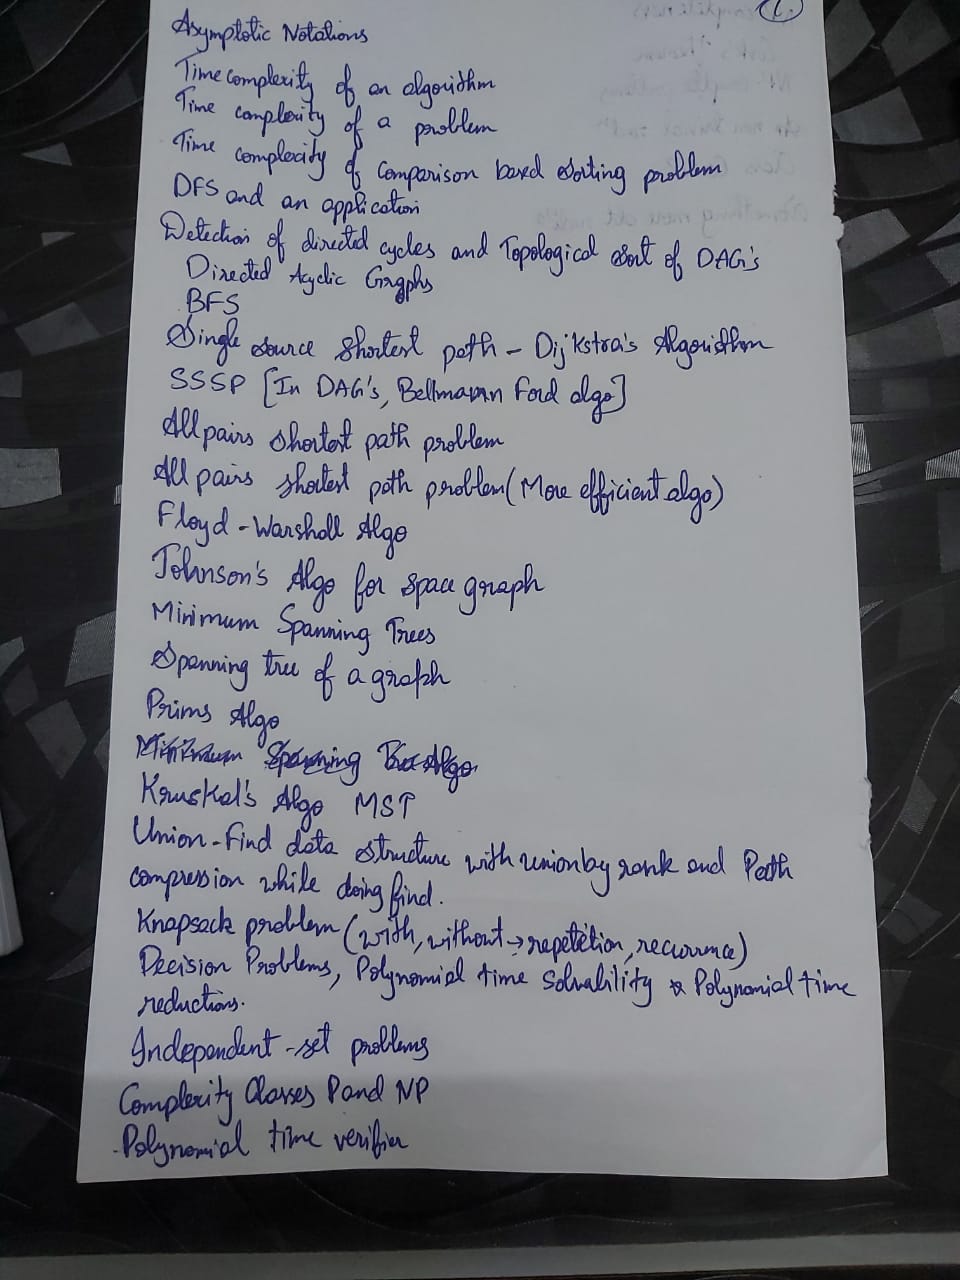 Asymptotic Notations
Time complexity of an algorithm
Time complexity of a problem
Time complexity of comparison based sorting problem
DFS and an application
Detection of directed cycles and Topological sort of DAG's
Directed Acyclic Graphs
BFS
Single source shortest path - Dijkstra's Algorithm
SSSP [In DAG's, Bellmann Ford algo]
All pairs shortest path problem
All pairs shortest path problem (More efficient algo)
Floyd - Warshall Algo
Johnson's Algo for space graph
Minimum Spanning Trees
Spanning tree of a graph
Prims Algo
Minimum Spanning Algo
Kruskal's Algo MST
Union-Find data structure with union by rank and Path
compression while doing find.
Knapsack problem (with, without → repetition, recurrence)
Decision Problems, Polynomial time Solvability & Polynomial time
reductions.
Independent-set problems
Complexity Classes P and NP
Polynomial time verifier